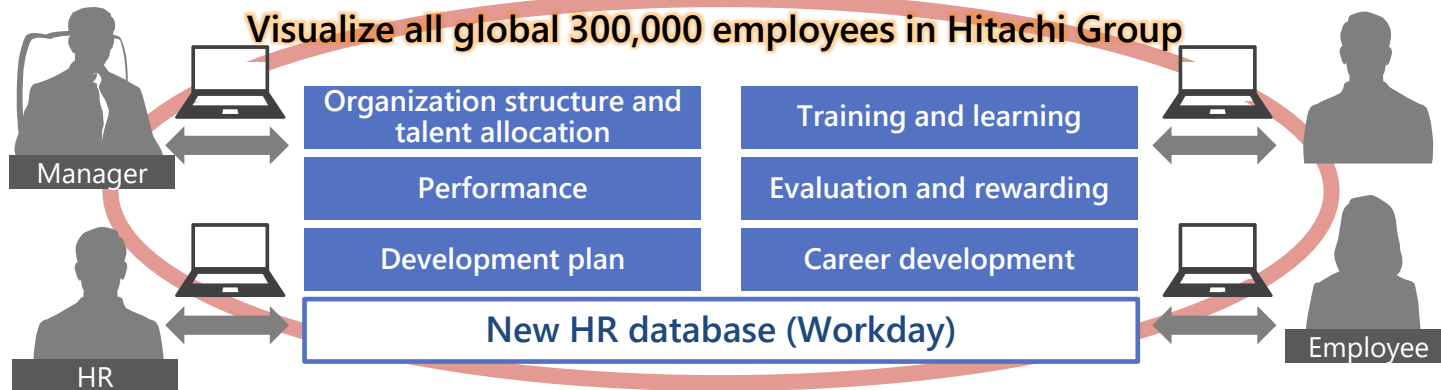 Visualize all global 300,000 employees in Hitachi Group
Organization structure and
talent allocation
Training and learning
Manager
Performance
Evaluation and rewarding
Development plan
Career development
New HR database (Workday)
Employee
HR